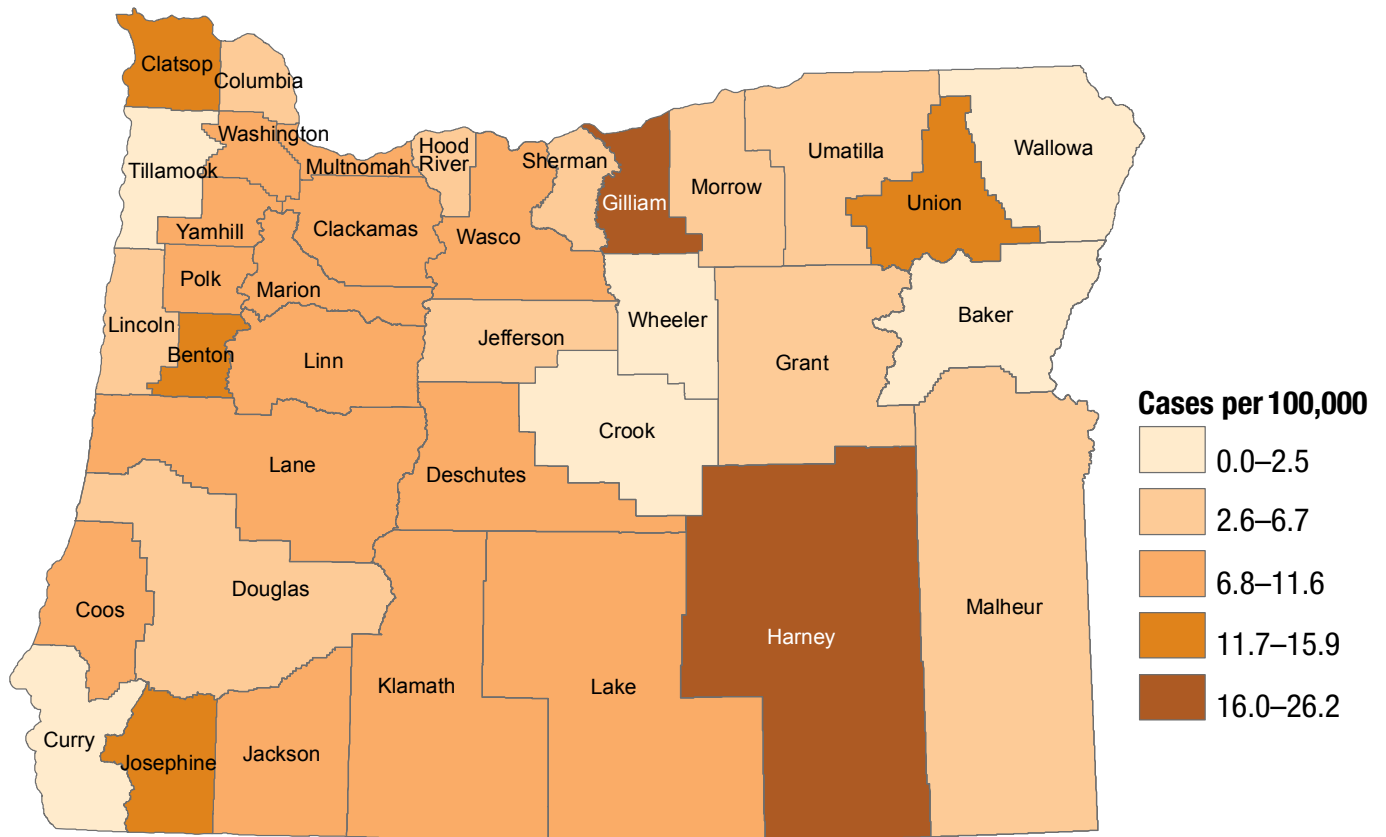 Clatsop
Columbia
Washington
Tillamook
Multnomah
Hood
River
Sherman
Gilliam
Morrow
Umatilla
Union
Wallowa
Yamhill
Clackamas
Wasco
Polk
Marion
Lincoln
Benton
Linn
Jefferson
Wheeler
Grant
Baker
Crook
Lane
Deschutes
Douglas
Coos
Curry
Josephine
Jackson
Klamath
Lake
Harney
Malheur
Cases per 100,000
0.0–2.5
2.6–6.7
6.8–11.6
11.7–15.9
16.0–26.2